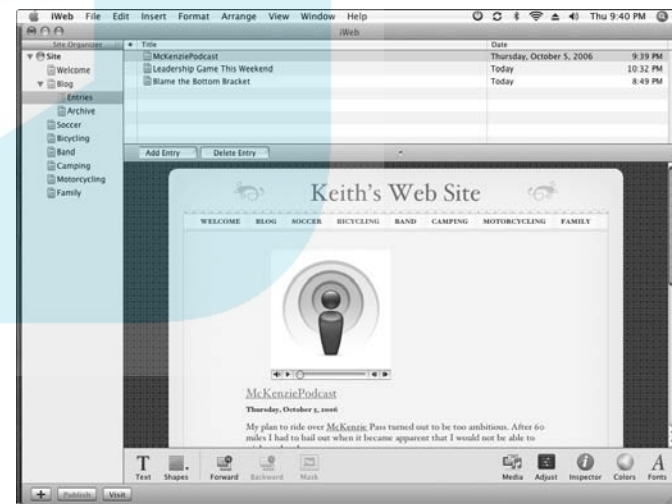 iWeb File Edit Insert Format Arrange View Window Help Thu 9:40 PM
iWeb
Site Organizer Title Date
Site
Welcome
Blog
Entries
Archive
Soccer
Bicycling
Band
Camping
Motorcycling
Family
McKenziePodcast Thursday, October 5, 2006 9:39 PM
Leadership Game This Weekend Today 10:32 PM
Blame the Bottom Bracket Today 8:49 PM
Add Entry Delete Entry
Keith's Web Site
WELCOME BLOG SOCCER BICYCLING BAND CAMPING MOTORCYCLING FAMILY
McKenziePodcast
Thursday, October 5, 2006
My plan to ride over McKenzie Pass turned out to be too ambitious. After 60
miles I had to bail out when it became apparent that I would not be able to
T A
Text Shapes Forward Backward Mask Media Adjust Inspector Colors Fonts
+ Publish Visit